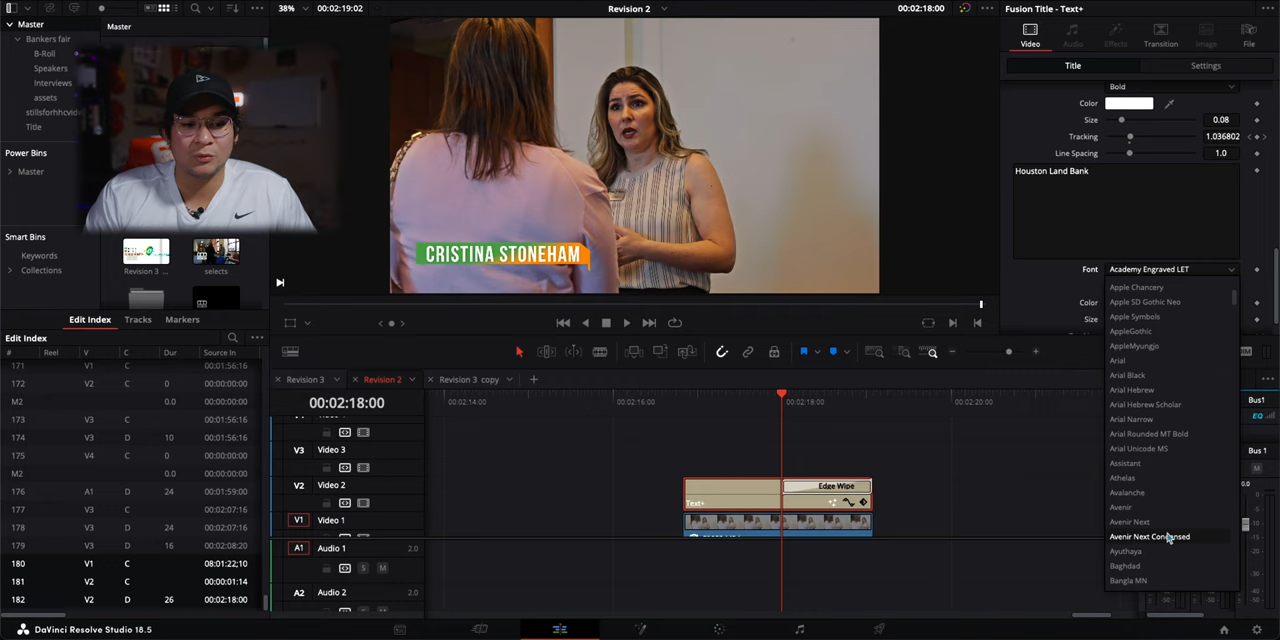 38%
00:02:19:02
Revision 2
00:02:18:00
Fusion Title - Text+
Master
Bankers fair
B-Roll
Speakers
Interviews
assets
stillsforhhcvid
Title
Power Bins
Master
Smart Bins
Keywords
Collections
Master
Revision 3 ...
selects
CRISTINA STONEHAM
Video
Audio
Effects
Transition
Image
File
Title
Settings
Bold
Color
Size
0.08
Tracking
1.036802
Line Spacing
1.0
Houston Land Bank
Font
Academy Engraved LET
Color
Size
Apple Chancery
Apple SD Gothic Neo
Apple Symbols
AppleGothic
AppleMyungjo
Arial
Arial Black
Arial Hebrew
Arial Hebrew Scholar
Arial Narrow
Arial Rounded MT Bold
Arial Unicode MS
Assistant
Athelas
Avalanche
Avenir
Avenir Next
Avenir Next Condensed
Ayuthaya
Baghdad
Bangla MN
Edit Index
Tracks
Markers
Edit Index
# Reel V C Dur Source In
171 V1 C 00:01:56:16
172 V2 C 0 00:00:00:00
M2 0.0 00:00:00:00
173 V3 C 00:01:56:16
174 V3 D 10 00:01:56:16
175 V4 C 0 00:00:00:00
M2 0.0 00:00:00:00
176 A1 D 24 00:01:59:00
177 V3 C 00:02:07:16
178 V3 D 24 00:02:07:16
179 V3 D 16 00:02:08:20
180 V1 C 08:01:22;10
181 V2 C 00:00:01:14
182 V2 D 26 00:02:18:00
Revision 3
Revision 2
Revision 3 copy
00:02:18:00
00:02:14:00
00:02:16:00
00:02:18:00
00:02:20:00
V3 Video 3
V2 Video 2
V1 Video 1
A1 Audio 1 2.0
S M
A2 Audio 2 2.0
Text+
Edge Wipe
Bus1
EQ
Bus 1
M
0.0
DaVinci Resolve Studio 18.5